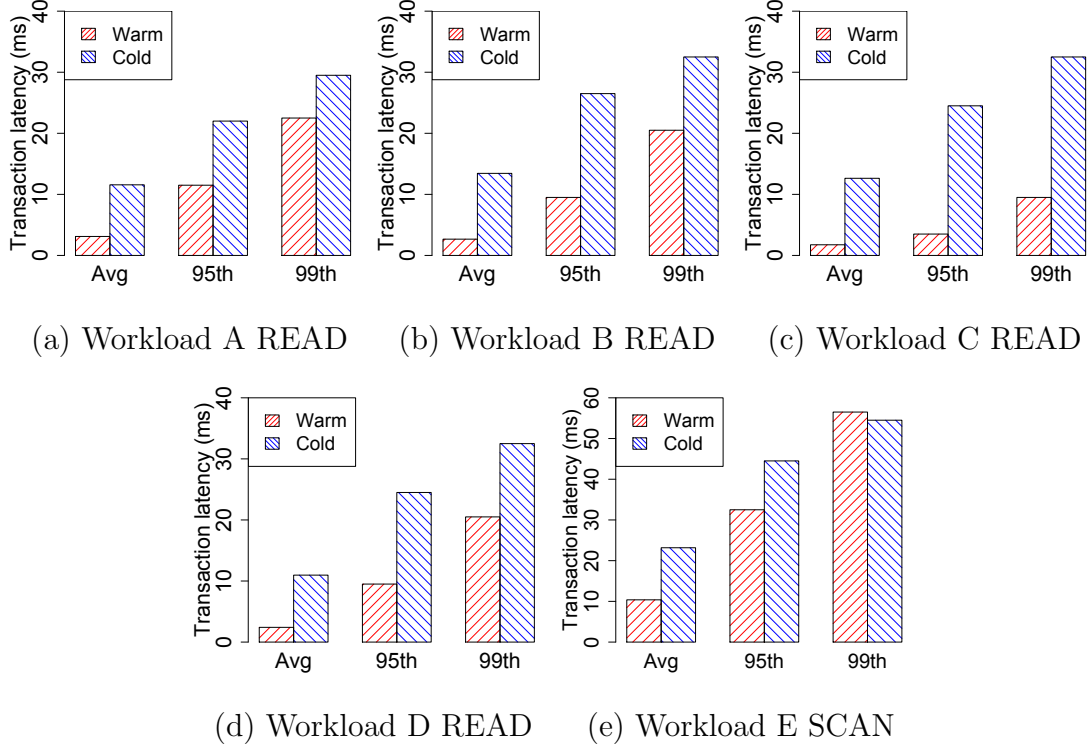 Transaction latency (ms)
0 10 20 30 40
Warm
Cold
Avg 95th 99th
(a) Workload A READ
Transaction latency (ms)
0 10 20 30 40
Warm
Cold
Avg 95th 99th
(b) Workload B READ
Transaction latency (ms)
0 10 20 30 40
Warm
Cold
Avg 95th 99th
(c) Workload C READ
Transaction latency (ms)
0 10 20 30 40
Warm
Cold
Avg 95th 99th
(d) Workload D READ
Transaction latency (ms)
0 10 20 30 40 50 60
Warm
Cold
Avg 95th 99th
(e) Workload E SCAN